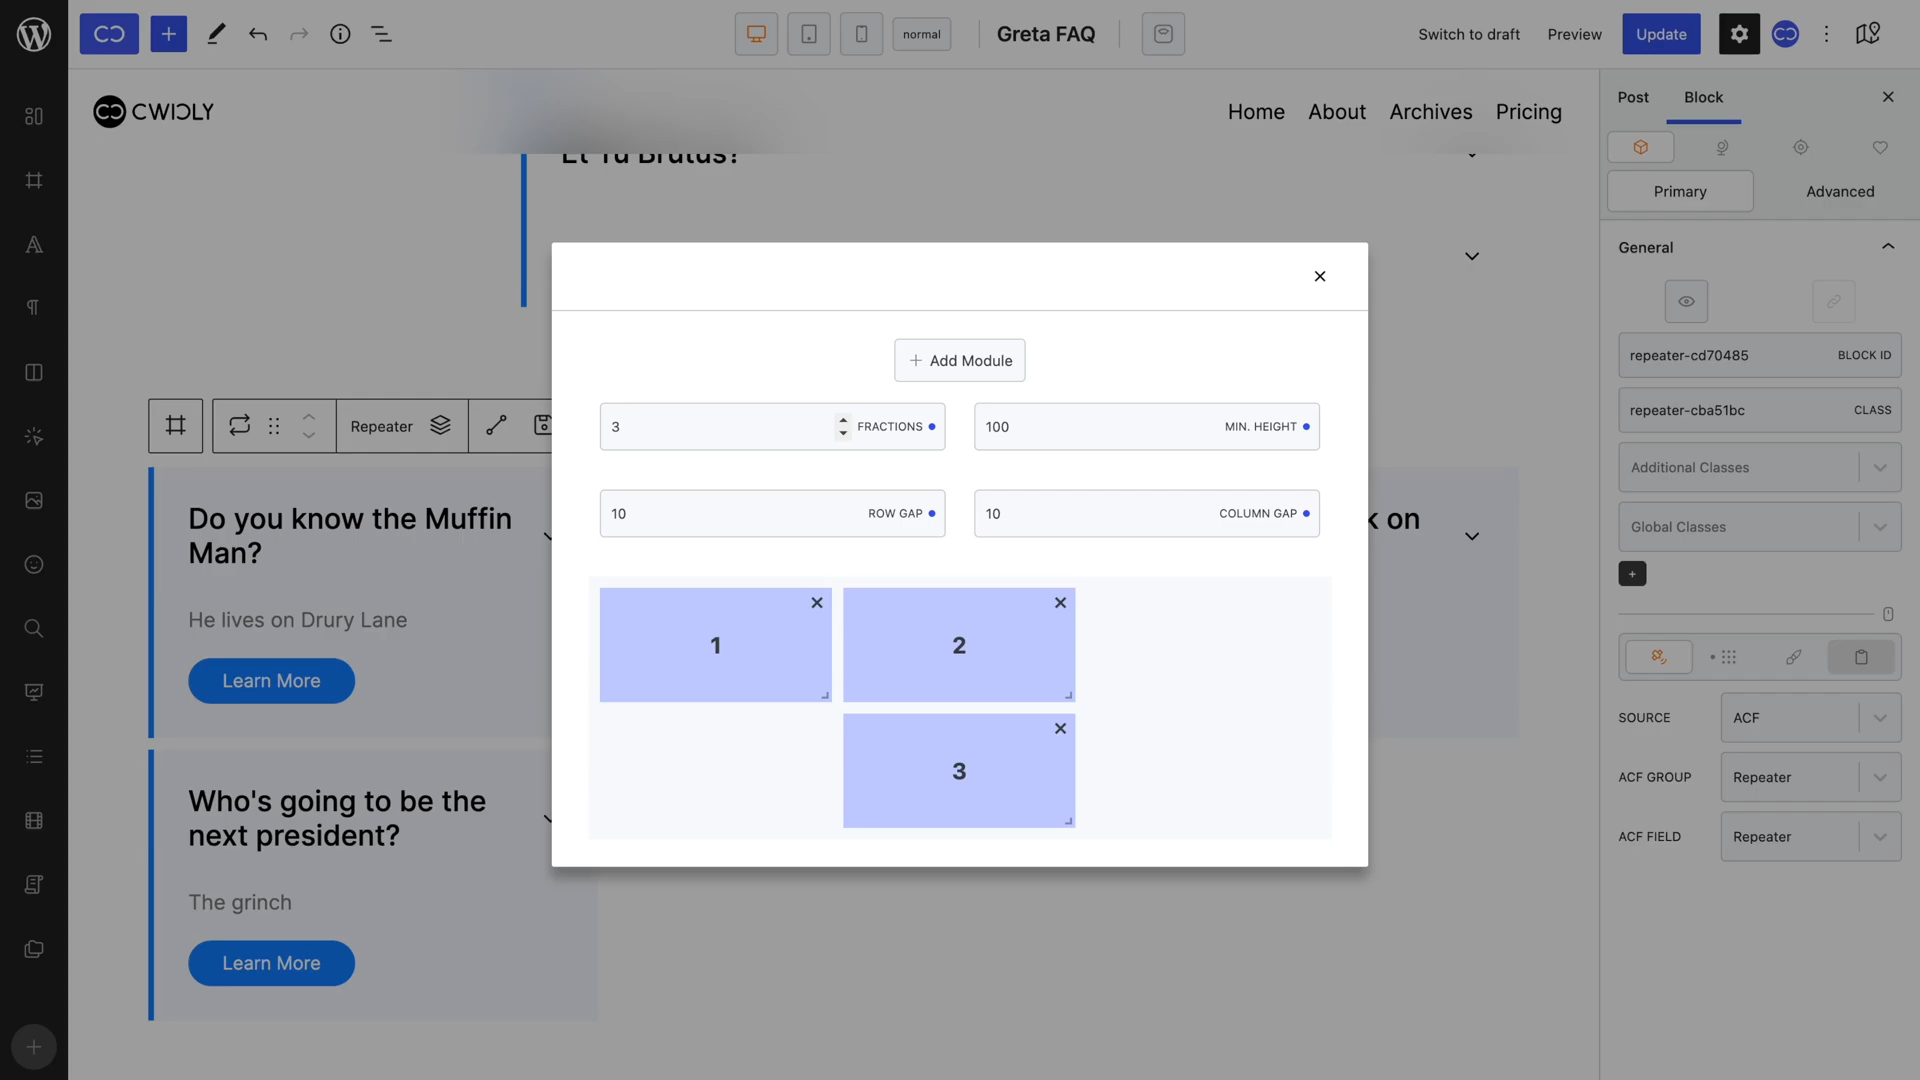 normal
Greta FAQ
Switch to draft
Preview
Update
CWICLY
Home
About
Archives
Pricing
Et Tu Brutus?
Post
Block
Primary
Advanced
General
repeater-cd70485
BLOCK ID
repeater-cba51bc
CLASS
Additional Classes
Global Classes
SOURCE
ACF
ACF GROUP
Repeater
ACF FIELD
Repeater
Repeater
Do you know the Muffin
Man?
He lives on Drury Lane
Learn More
k on
Who's going to be the
next president?
The grinch
Learn More
+ Add Module
3
FRACTIONS
100
MIN. HEIGHT
10
ROW GAP
10
COLUMN GAP
1
2
3